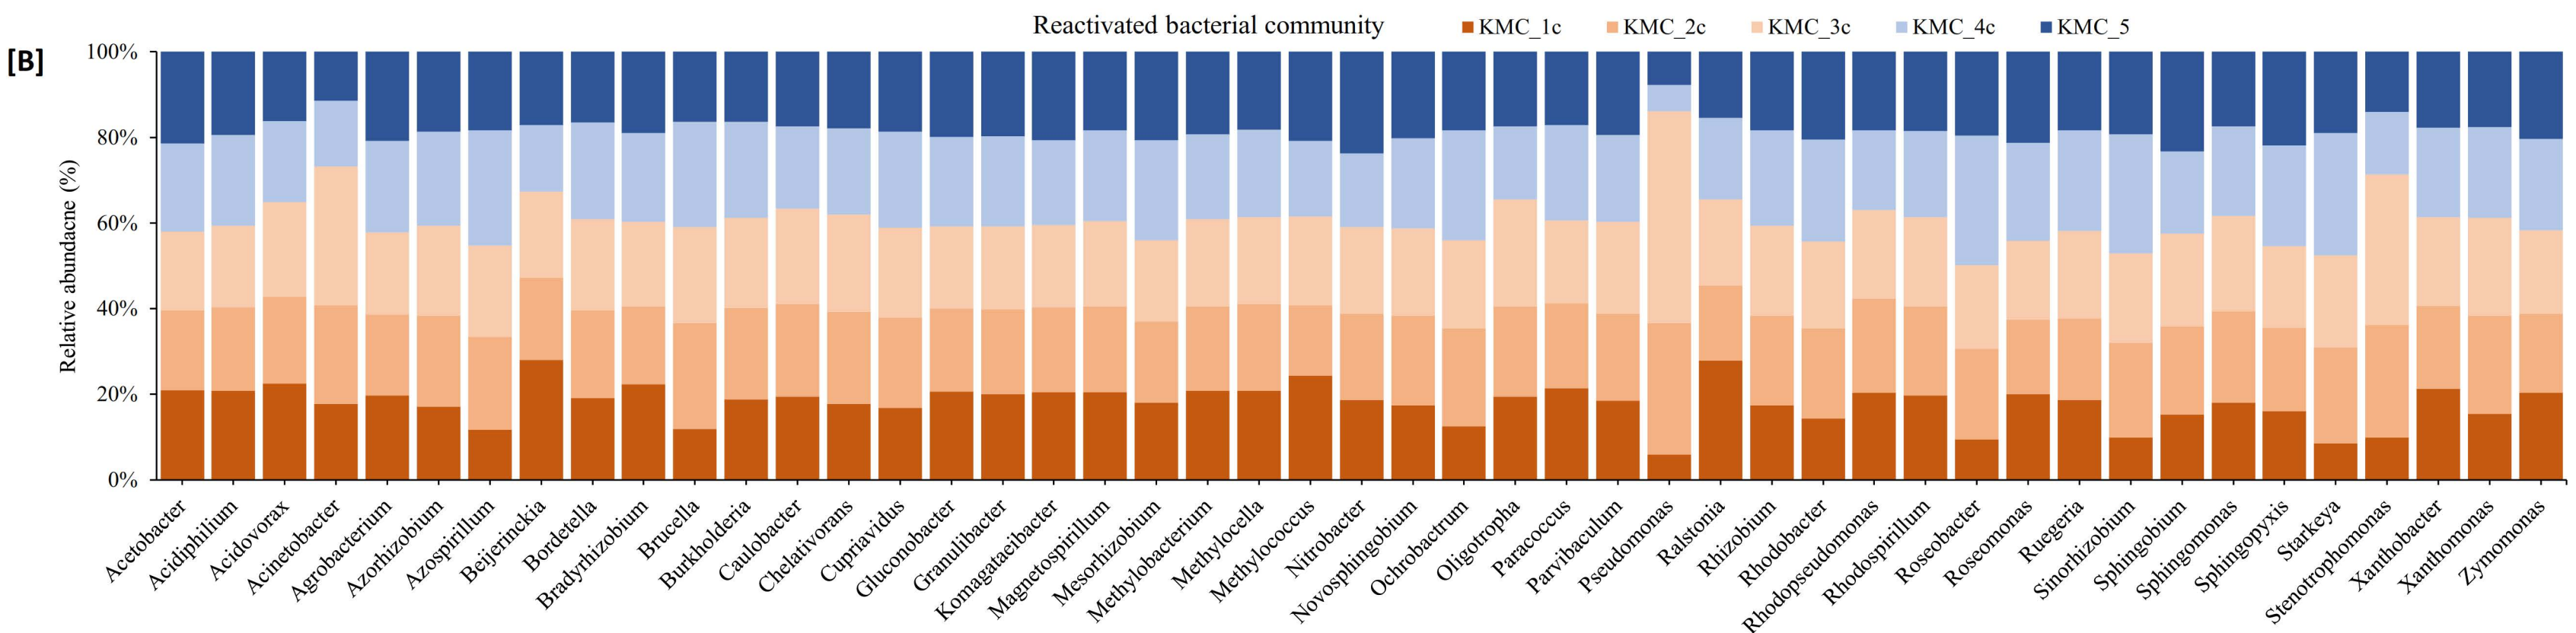 Reactivated bacterial community KMC_1c KMC_2c KMC_3c KMC_4c KMC_5
[B]
Relative abundacne (%)
100%
80%
60%
40%
20%
0%
Acetobacter
Acidiphilium
Acidovorax
Acinetobacter
Agrobacterium
Azorhizobium
Azospirillum
Beijerinckia
Bordetella
Bradyrhizobium
Brucella
Burkholderia
Caulobacter
Chelativorans
Cupriavidus
Gluconobacter
Granulibacter
Komagataeibacter
Magnetospirillum
Mesorhizobium
Methylobacterium
Methylocella
Methylococcus
Nitrobacter
Novosphingobium
Ochrobactrum
Oligotropha
Paracoccus
Parvibaculum
Pseudomonas
Ralstonia
Rhizobium
Rhodobacter
Rhodopseudomonas
Rhodospirillum
Roseobacter
Roseomonas
Ruegeria
Sinorhizobium
Sphingobium
Sphingomonas
Sphingopyxis
Starkeya
Stenotrophomonas
Xanthobacter
Xanthomonas
Zymomonas